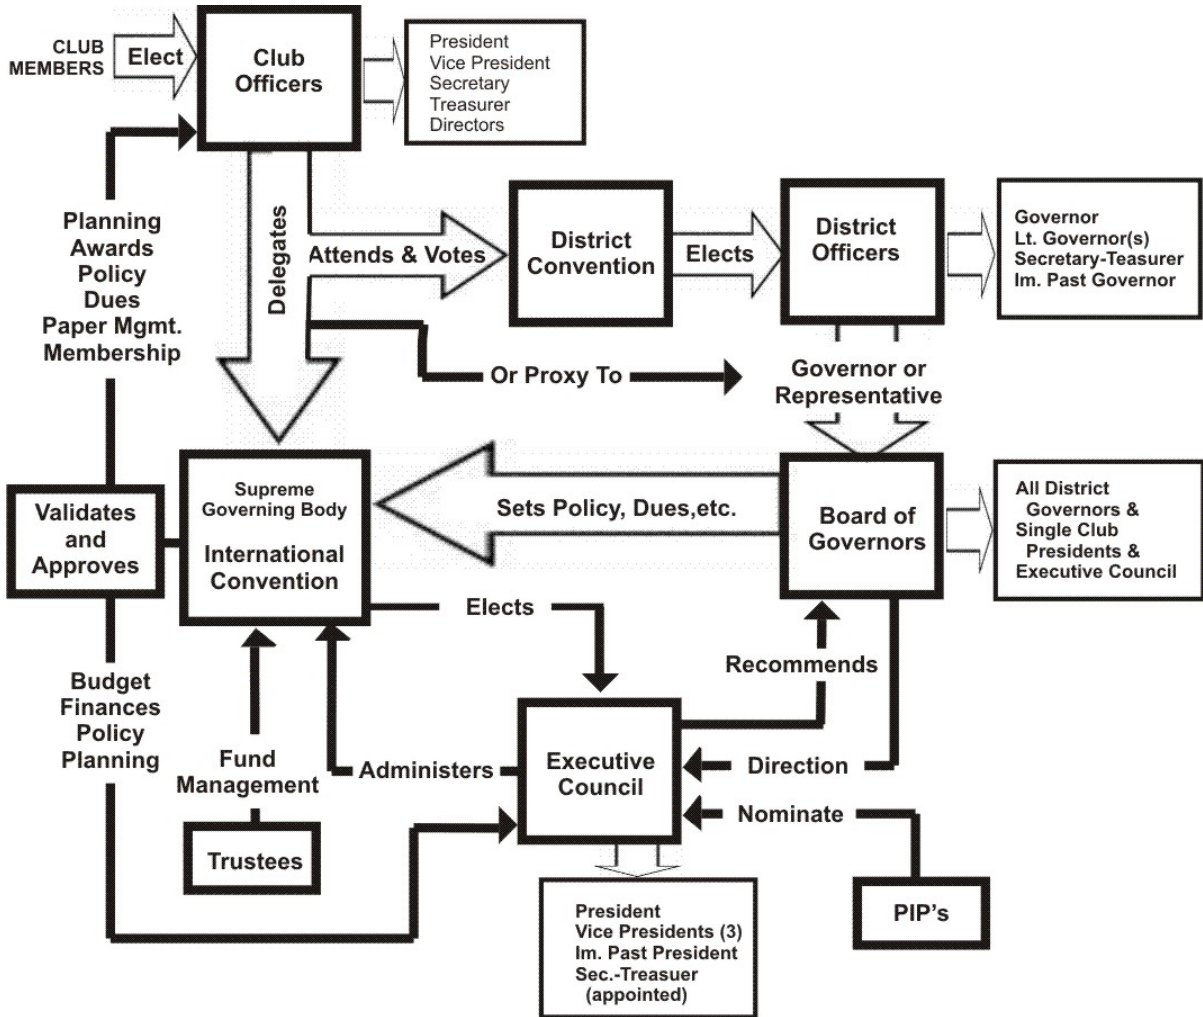 CLUB
MEMBERS
Elect
Club
Officers
President
Vice President
Secretary
Treasurer
Directors
Delegates
Attends & Votes
District
Convention
Elects
District
Officers
Governor
Lt. Governor(s)
Secretary-Teasurer
Im. Past Governor
Planning
Awards
Policy
Dues
Paper Mgmt.
Membership
Or Proxy To
Governor or
Representative
Validates
and
Approves
Supreme
Governing Body
International
Convention
Sets Policy, Dues,etc.
Board of
Governors
All District
Governors &
Single Club
Presidents &
Executive Council
Elects
Recommends
Budget
Finances
Policy
Planning
Fund
Management
Administers
Executive
Council
Direction
Nominate
Trustees
PIP's
President
Vice Presidents (3)
Im. Past President
Sec.-Treasuer
(appointed)